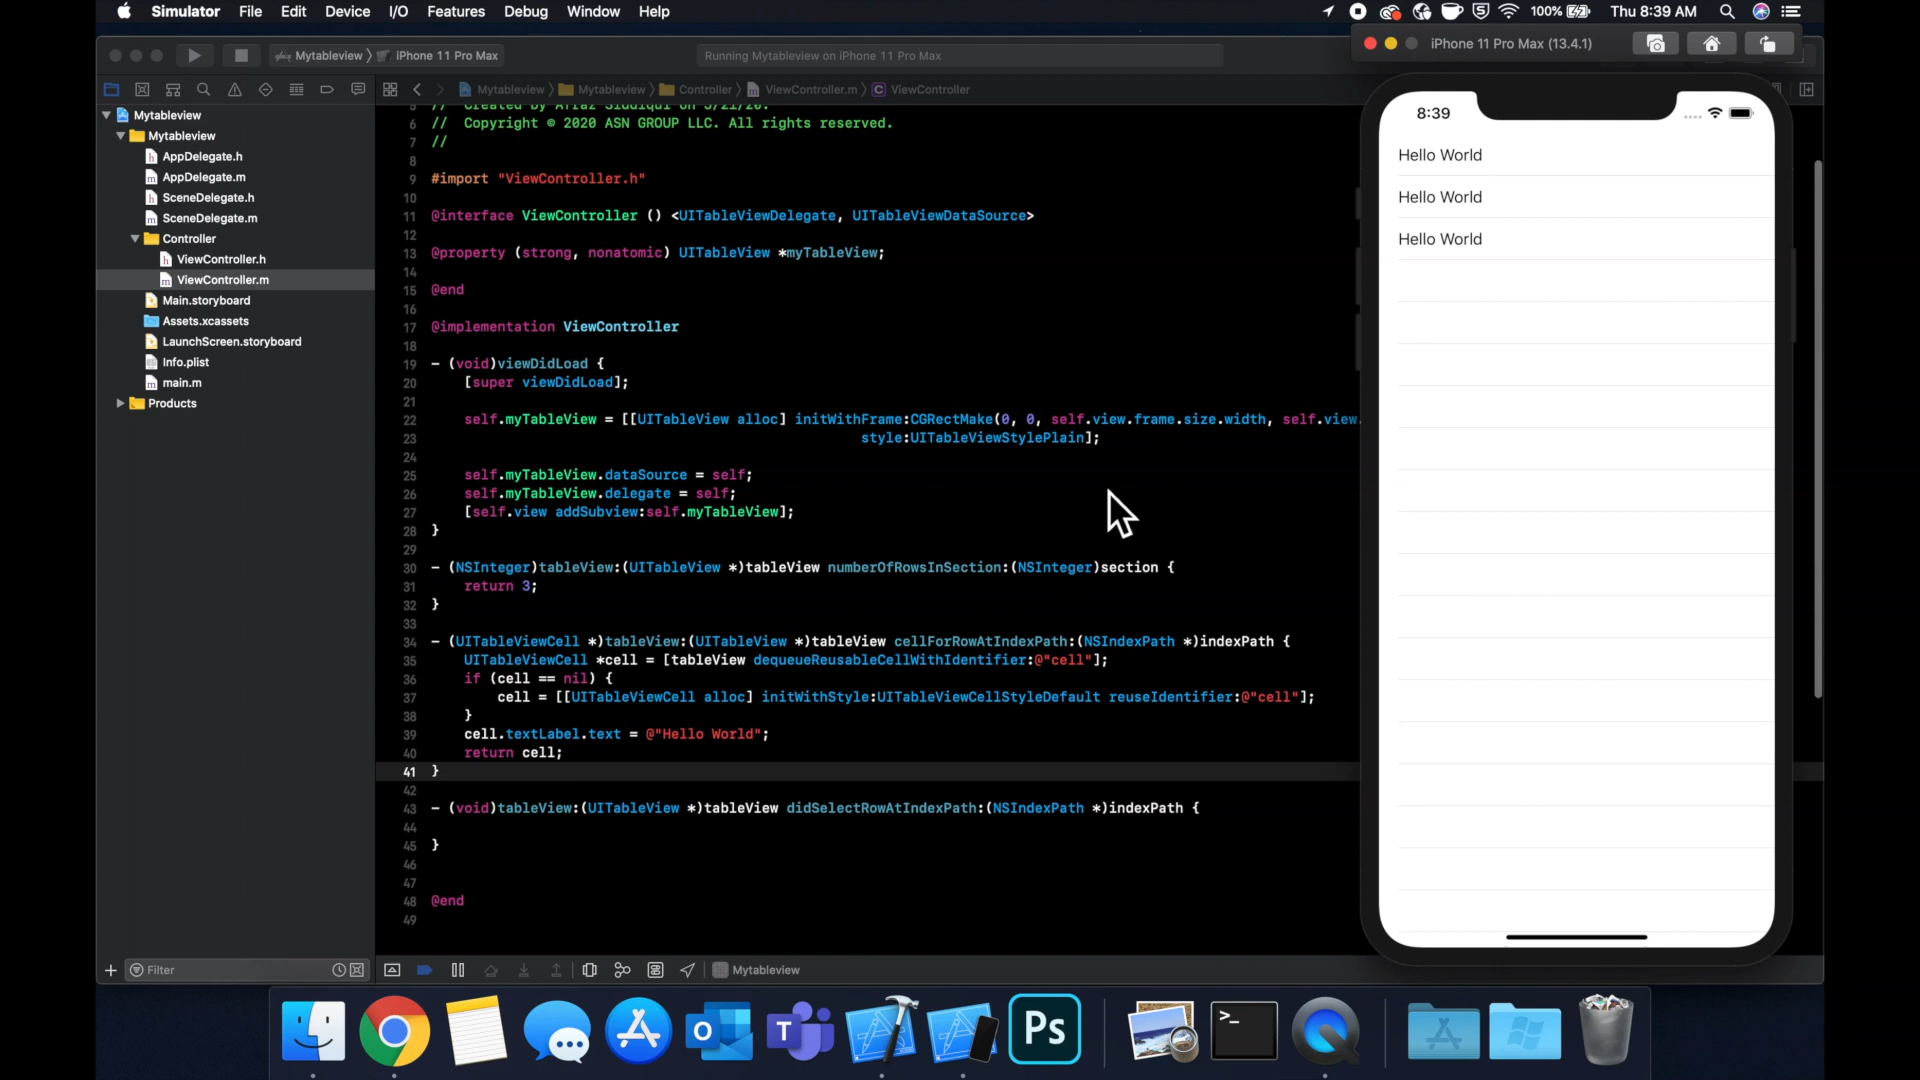 Simulator File Edit Device I/O Features Debug Window Help
100% Thu 8:39 AM
Mytableview iPhone 11 Pro Max
Running Mytableview on iPhone 11 Pro Max
iPhone 11 Pro Max (13.4.1)
Mytableview Mytableview Controller ViewController.m ViewController
Mytableview
Mytableview
AppDelegate.h
AppDelegate.m
SceneDelegate.h
SceneDelegate.m
Controller
ViewController.h
ViewController.m
Main.storyboard
Assets.xcassets
LaunchScreen.storyboard
Info.plist
main.m
Products
Filter
5 // Created by Afraz Siddiqui on 5/21/20.
6 // Copyright © 2020 ASN GROUP LLC. All rights reserved.
7 //
8
9 #import "ViewController.h"
10
11 @interface ViewController () <UITableViewDelegate, UITableViewDataSource>
12
13 @property (strong, nonatomic) UITableView *myTableView;
14
15 @end
16
17 @implementation ViewController
18
19 - (void)viewDidLoad {
20 [super viewDidLoad];
21
22 self.myTableView = [[UITableView alloc] initWithFrame:CGRectMake(0, 0, self.view.frame.size.width, self.view.
23 style:UITableViewStylePlain];
24
25 self.myTableView.dataSource = self;
26 self.myTableView.delegate = self;
27 [self.view addSubview:self.myTableView];
28 }
29
30 - (NSInteger)tableView:(UITableView *)tableView numberOfRowsInSection:(NSInteger)section {
31 return 3;
32 }
33
34 - (UITableViewCell *)tableView:(UITableView *)tableView cellForRowAtIndexPath:(NSIndexPath *)indexPath {
35 UITableViewCell *cell = [tableView dequeueReusableCellWithIdentifier:@"cell"];
36 if (cell == nil) {
37 cell = [[UITableViewCell alloc] initWithStyle:UITableViewCellStyleDefault reuseIdentifier:@"cell"];
38 }
39 cell.textLabel.text = @"Hello World";
40 return cell;
41 }
42
43 - (void)tableView:(UITableView *)tableView didSelectRowAtIndexPath:(NSIndexPath *)indexPath {
44
45 }
46
47
48 @end
49
Mytableview
8:39
Hello World
Hello World
Hello World
O
T
>_
Ps